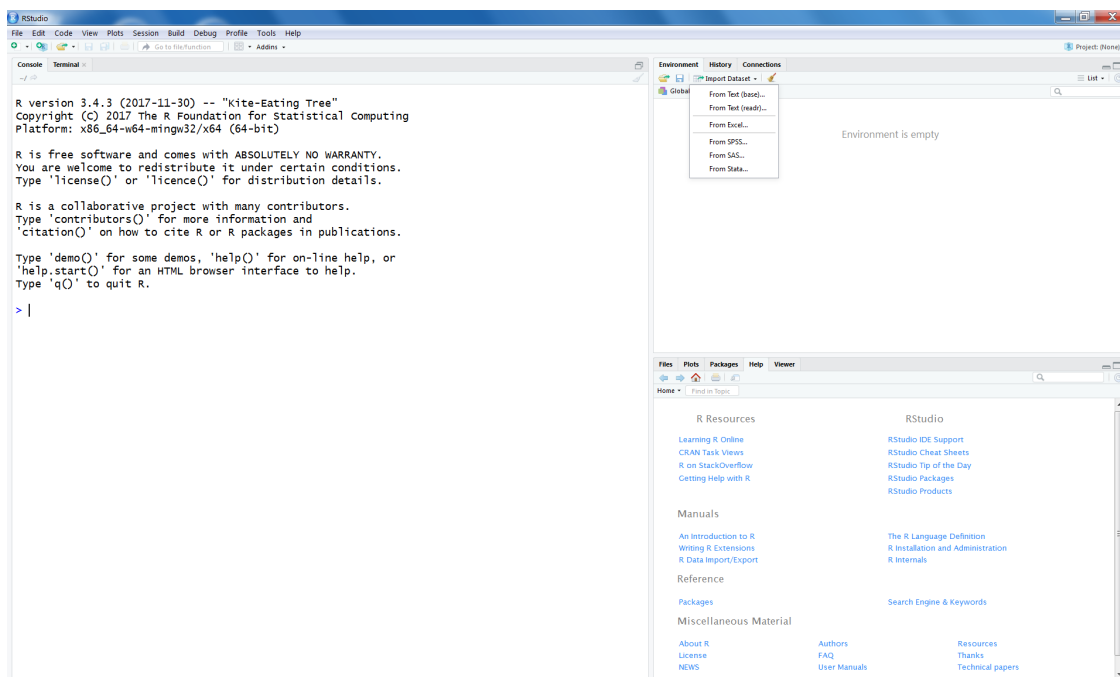 RStudio
File Edit Code View Plots Session Build Debug Profile Tools Help
Go to file/function Addins Project: (None)
Console Terminal
~/
R version 3.4.3 (2017-11-30) -- "Kite-Eating Tree"
Copyright (C) 2017 The R Foundation for Statistical Computing
Platform: x86_64-w64-mingw32/x64 (64-bit)
R is free software and comes with ABSOLUTELY NO WARRANTY.
You are welcome to redistribute it under certain conditions.
Type 'license()' or 'licence()' for distribution details.
R is a collaborative project with many contributors.
Type 'contributors()' for more information and
'citation()' on how to cite R or R packages in publications.
Type 'demo()' for some demos, 'help()' for on-line help, or
'help.start()' for an HTML browser interface to help.
Type 'q()' to quit R.
>
Environment History Connections
Import Dataset List
Global
From Text (base)...
From Text (readr)...
From Excel...
From SPSS...
From SAS...
From Stata...
Environment is empty
Files Plots Packages Help Viewer
Home Find in Topic
R Resources RStudio
Learning R Online RStudio IDE Support
CRAN Task Views RStudio Cheat Sheets
R on StackOverflow RStudio Tip of the Day
Getting Help with R RStudio Packages
RStudio Products
Manuals
An Introduction to R The R Language Definition
Writing R Extensions R Installation and Administration
R Data Import/Export R Internals
Reference
Packages Search Engine & Keywords
Miscellaneous Material
About R Authors Resources
License FAQ Thanks
NEWS User Manuals Technical papers